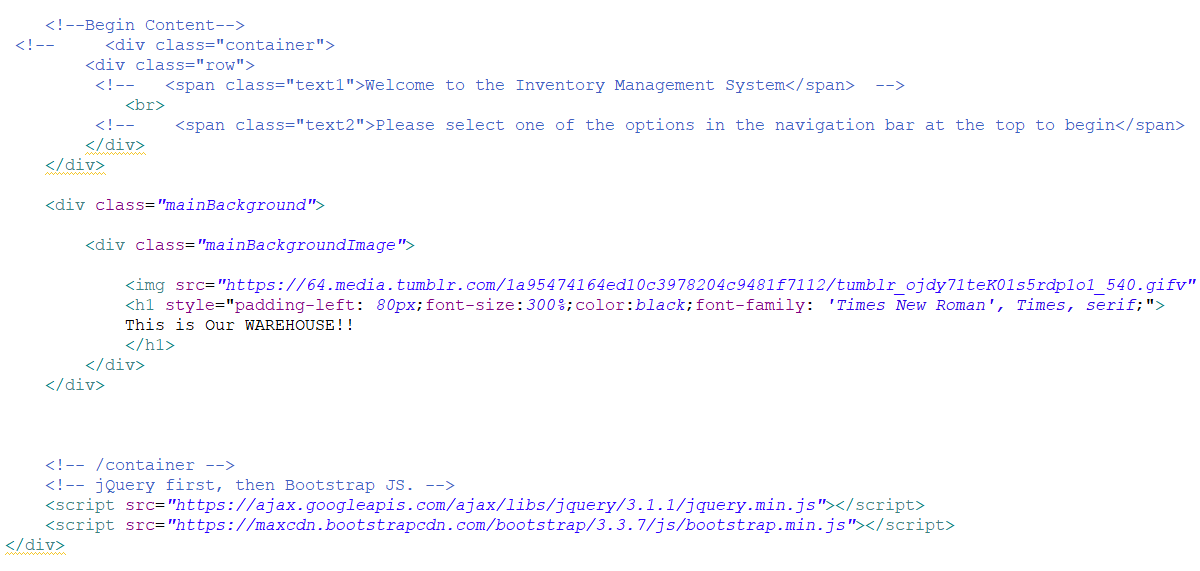 <!--Begin Content-->
<!--     <div class="container">
<div class="row">
<!--   <span class="text1">Welcome to the Inventory Management System</span>  -->
<br>
<!--    <span class="text2">Please select one of the options in the navigation bar at the top to begin</span>
</div>
</div>
<div class="mainBackground">
<div class="mainBackgroundImage">
<img src="https://64.media.tumblr.com/1a95474164ed10c3978204c9481f7112/tumblr_ojdy71teK01s5rdp1o1_540.gifv"
<h1 style="padding-left: 80px;font-size:300%;color:black;font-family: 'Times New Roman', Times, serif;">
This is Our WAREHOUSE!!
</h1>
</div>
</div>
<!-- /container -->
<!-- jQuery first, then Bootstrap JS. -->
<script src="https://ajax.googleapis.com/ajax/libs/jquery/3.1.1/jquery.min.js"></script>
<script src="https://maxcdn.bootstrapcdn.com/bootstrap/3.3.7/js/bootstrap.min.js"></script>
</div>